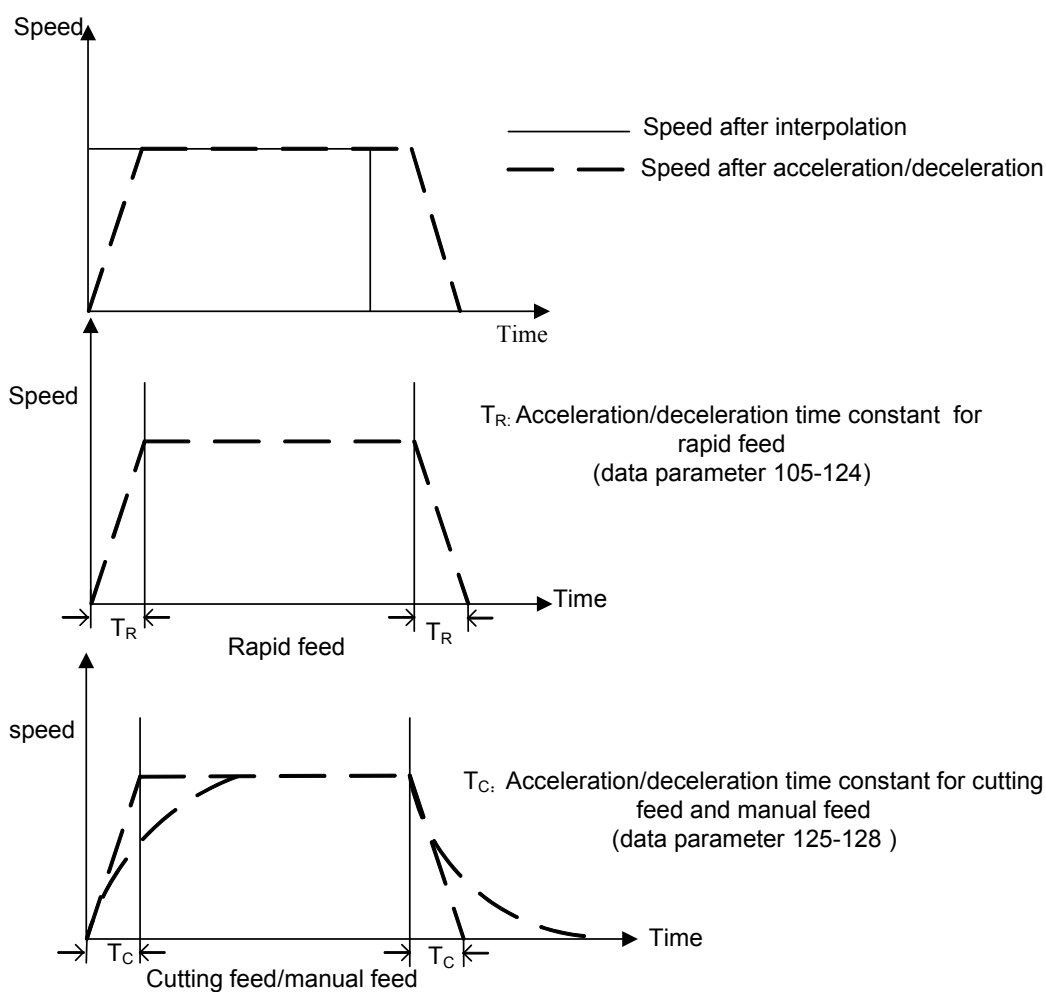 Speed
Speed after interpolation
Speed after acceleration/deceleration
Time
Speed
TR: Acceleration/deceleration time constant for
rapid feed
(data parameter 105-124)
Time
TR
TR
Rapid feed
speed
TC: Acceleration/deceleration time constant for cutting
feed and manual feed
(data parameter 125-128 )
Time
TC
TC
Cutting feed/manual feed